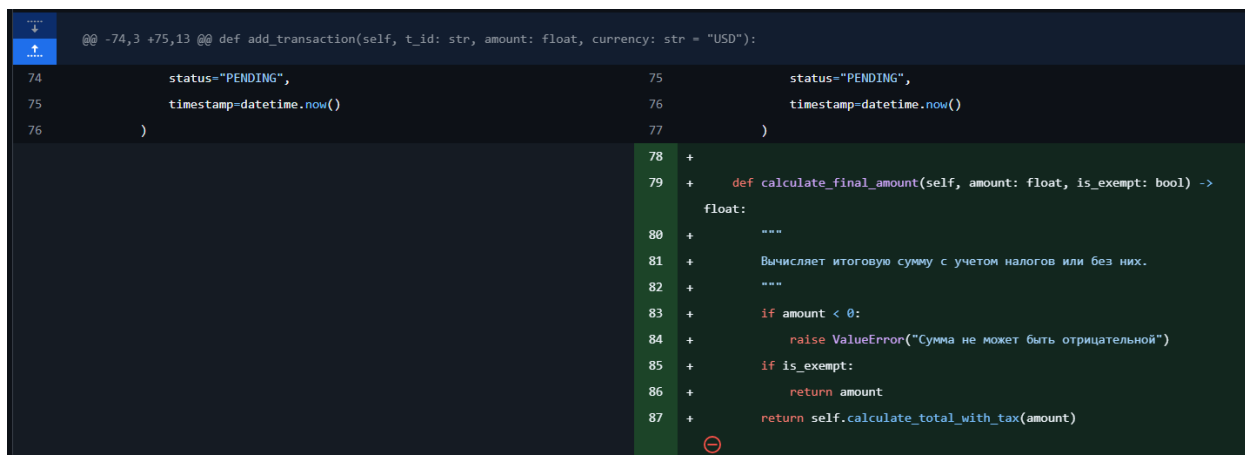 @@ -74,3 +75,13 @@ def add_transaction(self, t_id: str, amount: float, currency: str = "USD"):
74 status="PENDING", 75 status="PENDING",
75 timestamp=datetime.now() 76 timestamp=datetime.now()
76 ) 77 )
78 +
79 + def calculate_final_amount(self, amount: float, is_exempt: bool) ->
float:
80 + """
81 + Вычисляет итоговую сумму с учетом налогов или без них.
82 + """
83 + if amount < 0:
84 + raise ValueError("Сумма не может быть отрицательной")
85 + if is_exempt:
86 + return amount
87 + return self.calculate_total_with_tax(amount)